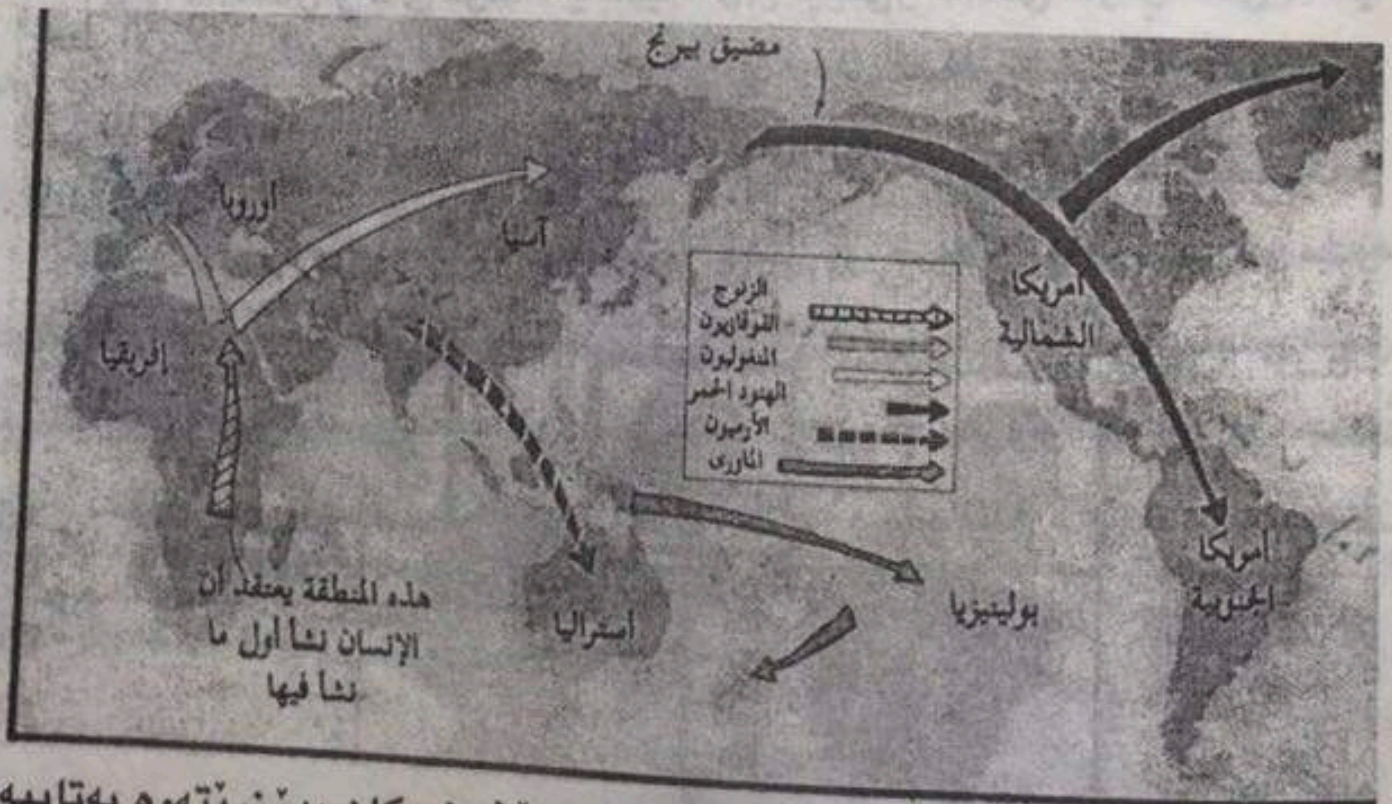 مضيق بيرنج
أوروبا
آسيا
إفريقيا
أمريكا
الشمالية
الزنوج
القوقازيون
المنغوليون
الهنود الحمر
الأرميون
الماورى
أمريكا
الجنوبية
بولينيزيا
أستراليا
هذه المنطقة يعتقد أن
الإنسان نشأ أول ما
نشأ فيها